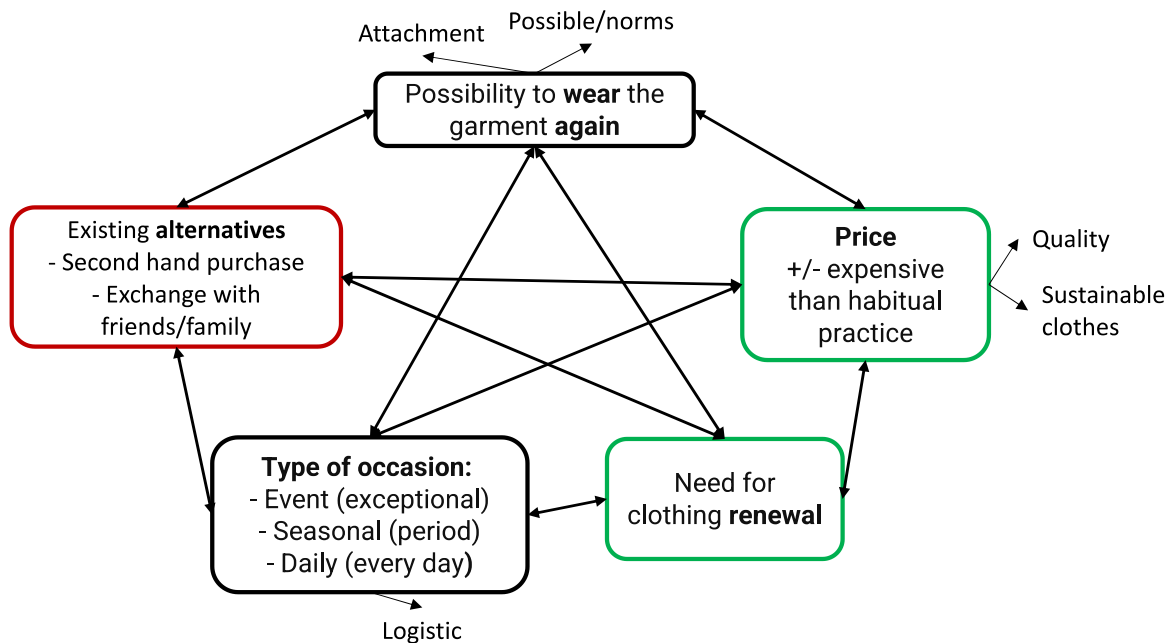 Attachment
Possible/norms
Possibility to wear the
garment again
Existing alternatives
- Second hand purchase
- Exchange with
friends/family
Price
+/- expensive
than habitual
practice
Quality
Sustainable
clothes
Type of occasion:
- Event (exceptional)
- Seasonal (period)
- Daily (every day)
Need for
clothing renewal
Logistic